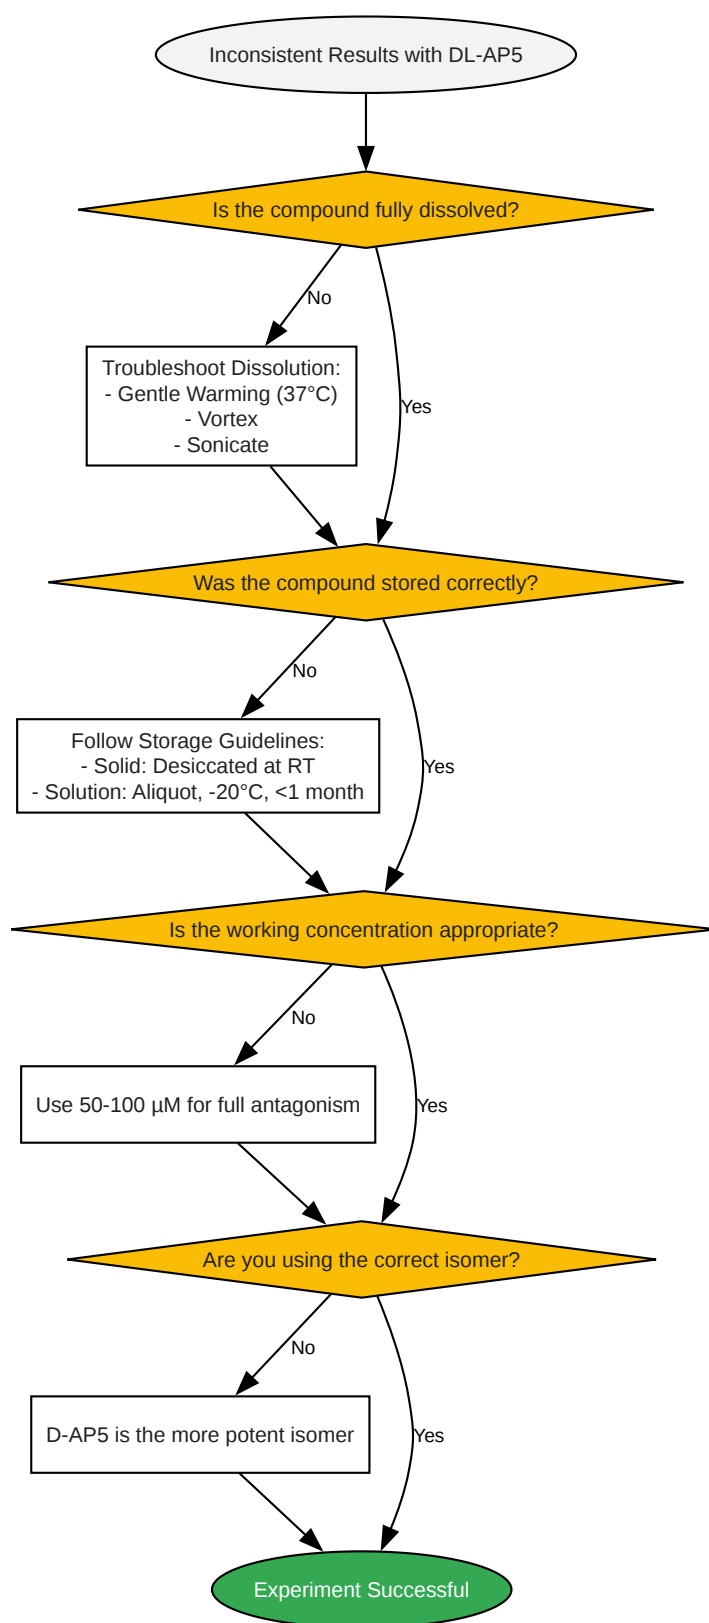 Inconsistent Results with DL-AP5
Is the compound fully dissolved?
No
Troubleshoot Dissolution:
- Gentle Warming (37°C)
- Vortex
- Sonicate
Yes
Was the compound stored correctly?
No
Follow Storage Guidelines:
- Solid: Desiccated at RT
- Solution: Aliquot, -20°C, <1 month
Yes
Is the working concentration appropriate?
No
Use 50-100 µM for full antagonism
Yes
Are you using the correct isomer?
No
D-AP5 is the more potent isomer
Yes
Experiment Successful